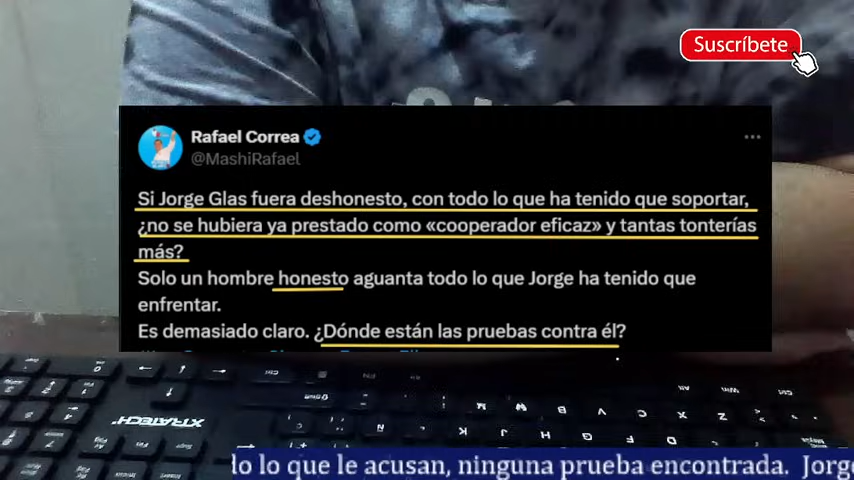 Suscríbete
Rafael Correa
@MashiRafael
Si Jorge Glas fuera deshonesto, con todo lo que ha tenido que soportar,
¿no se hubiera ya prestado como «cooperador eficaz» y tantas tonterías
más?
Solo un hombre honesto aguanta todo lo que Jorge ha tenido que
enfrentar.
Es demasiado claro. ¿Dónde están las pruebas contra él?
XTRATECH
lo que le acusan, ninguna prueba encontrada. Jorge